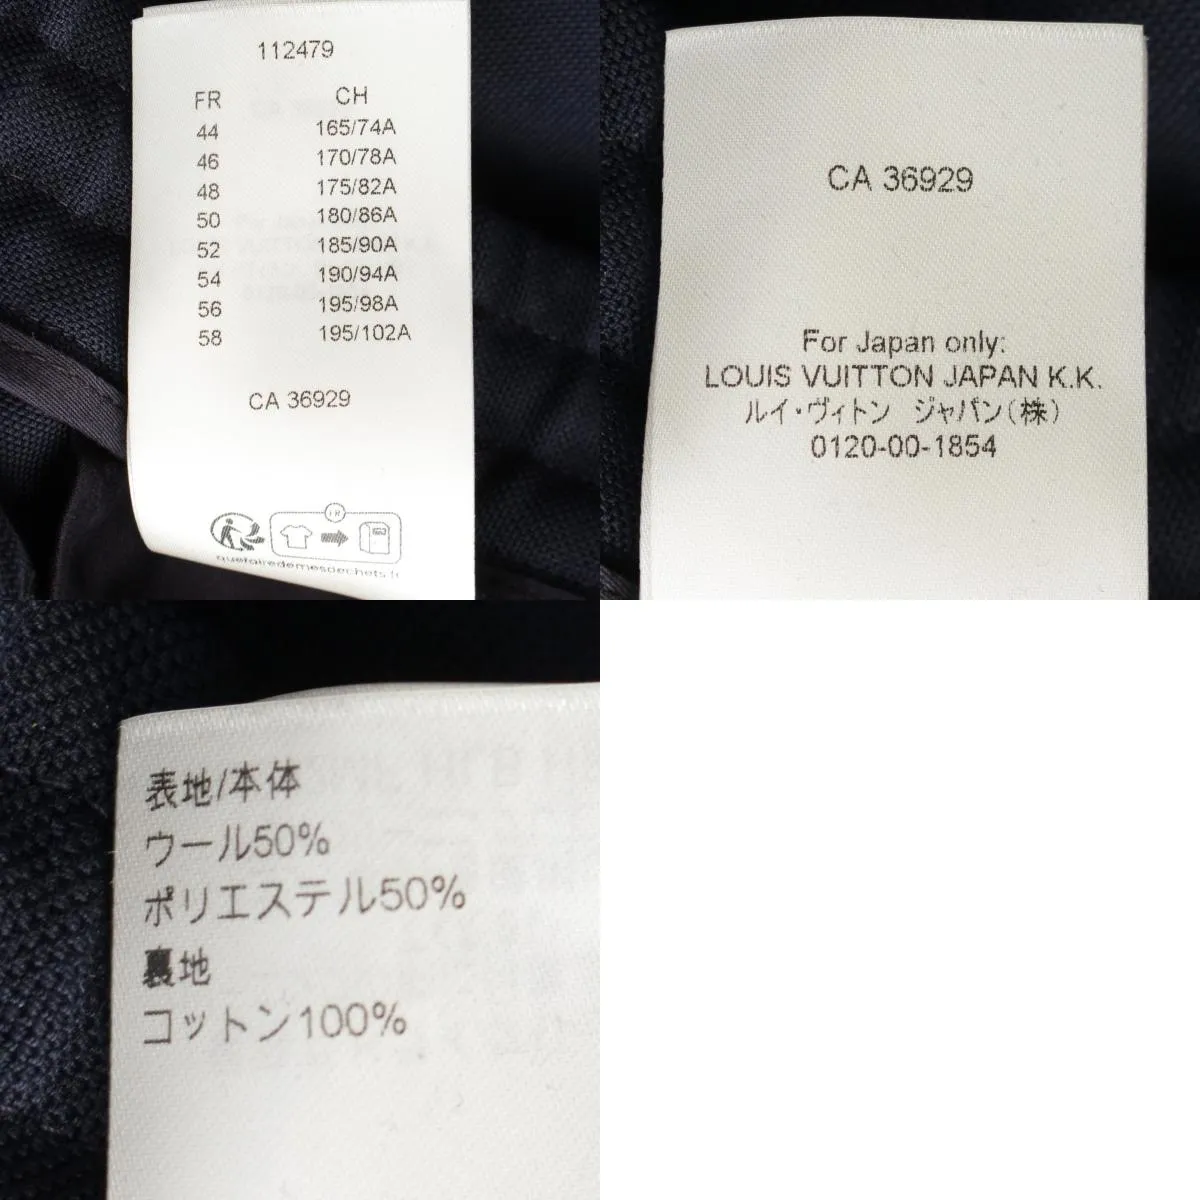 112479
FR CH
44 165/74A
46 170/78A
48 175/82A
50 180/86A
52 185/90A
54 190/94A
56 195/98A
58 195/102A
CA 36929
FR
quefairedemesdechets.fr
CA 36929
For Japan only:
LOUIS VUITTON JAPAN K.K.
ルイ・ヴィトン ジャパン(株)
0120-00-1854
表地/本体
ウール50%
ポリエステル50%
裏地
コットン100%